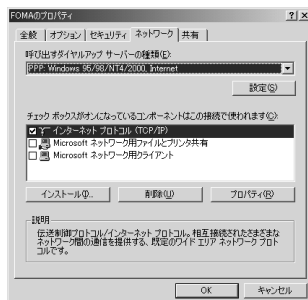 FOMAのプロパティ
全般 オプション セキュリティ ネットワーク 共有
呼び出すダイヤルアップ サーバーの種類(E):
PPP: Windows 95/98/NT4/2000, Internet
設定(S)
チェック ボックスがオンになっているコンポーネントはこの接続で使われます(O):
インターネット プロトコル (TCP/IP)
Microsoft ネットワーク用ファイルとプリンタ共有
Microsoft ネットワーク用クライアント
インストール(I)... 削除(U) プロパティ(R)
説明
伝送制御プロトコル/インターネット プロトコル。相互接続されたさまざまな
ネットワーク間の通信を提供する、既定のワイド エリア ネットワーク プロト
コルです。
OK キャンセル